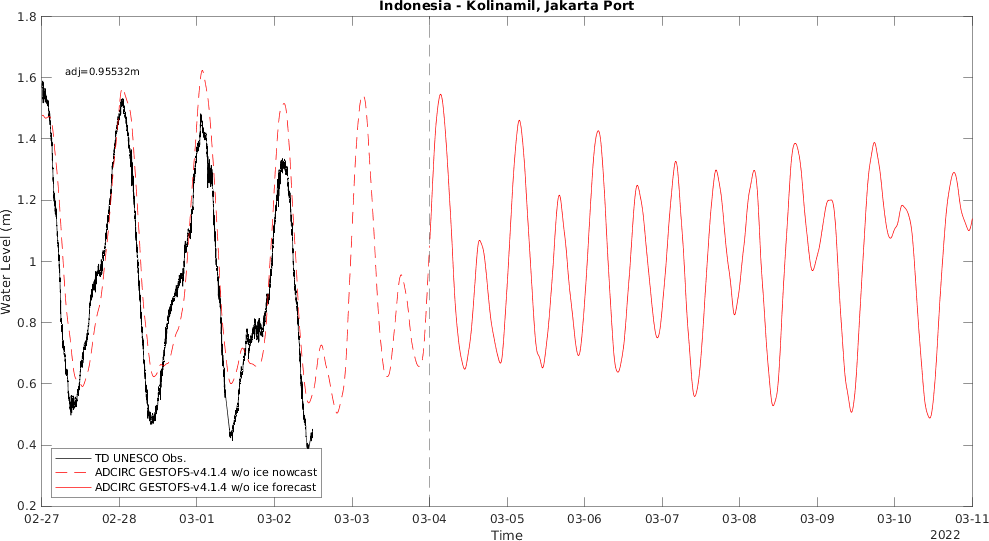 Indonesia - Kolinamil, Jakarta Port
1.8
1.6
1.4
1.2
1
0.8
0.6
0.4
0.2
Water Level (m)
adj=0.95532m
TD UNESCO Obs.
ADCIRC GESTOFS-v4.1.4 w/o ice nowcast
ADCIRC GESTOFS-v4.1.4 w/o ice forecast
02-27 02-28 03-01 03-02 03-03 03-04 03-05 03-06 03-07 03-08 03-09 03-10 03-11
Time
2022